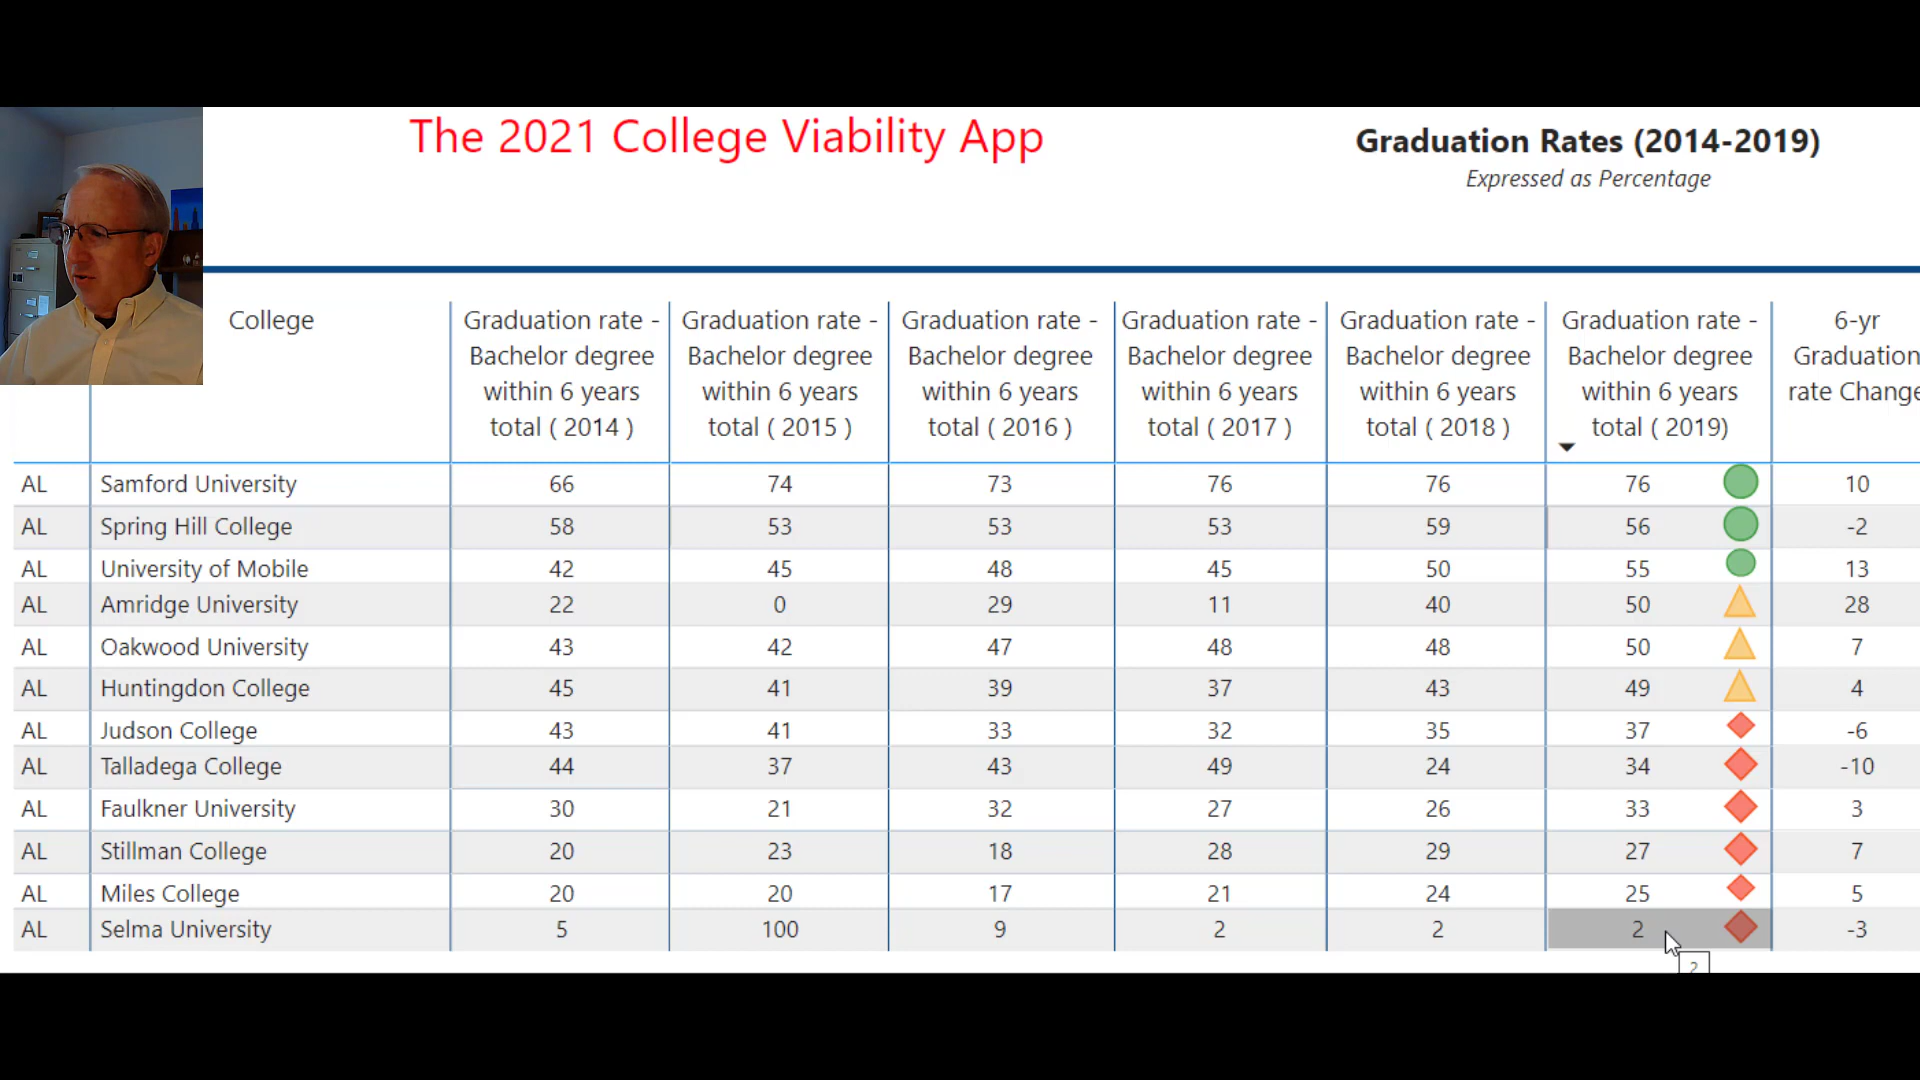 The 2021 College Viability App
Graduation Rates (2014-2019)
Expressed as Percentage
College
Graduation rate - Bachelor degree within 6 years total ( 2014 )
Graduation rate - Bachelor degree within 6 years total ( 2015 )
Graduation rate - Bachelor degree within 6 years total ( 2016 )
Graduation rate - Bachelor degree within 6 years total ( 2017 )
Graduation rate - Bachelor degree within 6 years total ( 2018 )
Graduation rate - Bachelor degree within 6 years total ( 2019)
6-yr Graduation rate Change
AL Samford University 66 74 73 76 76 76 10
AL Spring Hill College 58 53 53 53 59 56 -2
AL University of Mobile 42 45 48 45 50 55 13
AL Amridge University 22 0 29 11 40 50 28
AL Oakwood University 43 42 47 48 48 50 7
AL Huntingdon College 45 41 39 37 43 49 4
AL Judson College 43 41 33 32 35 37 -6
AL Talladega College 44 37 43 49 24 34 -10
AL Faulkner University 30 21 32 27 26 33 3
AL Stillman College 20 23 18 28 29 27 7
AL Miles College 20 20 17 21 24 25 5
AL Selma University 5 100 9 2 2 2 -3
2